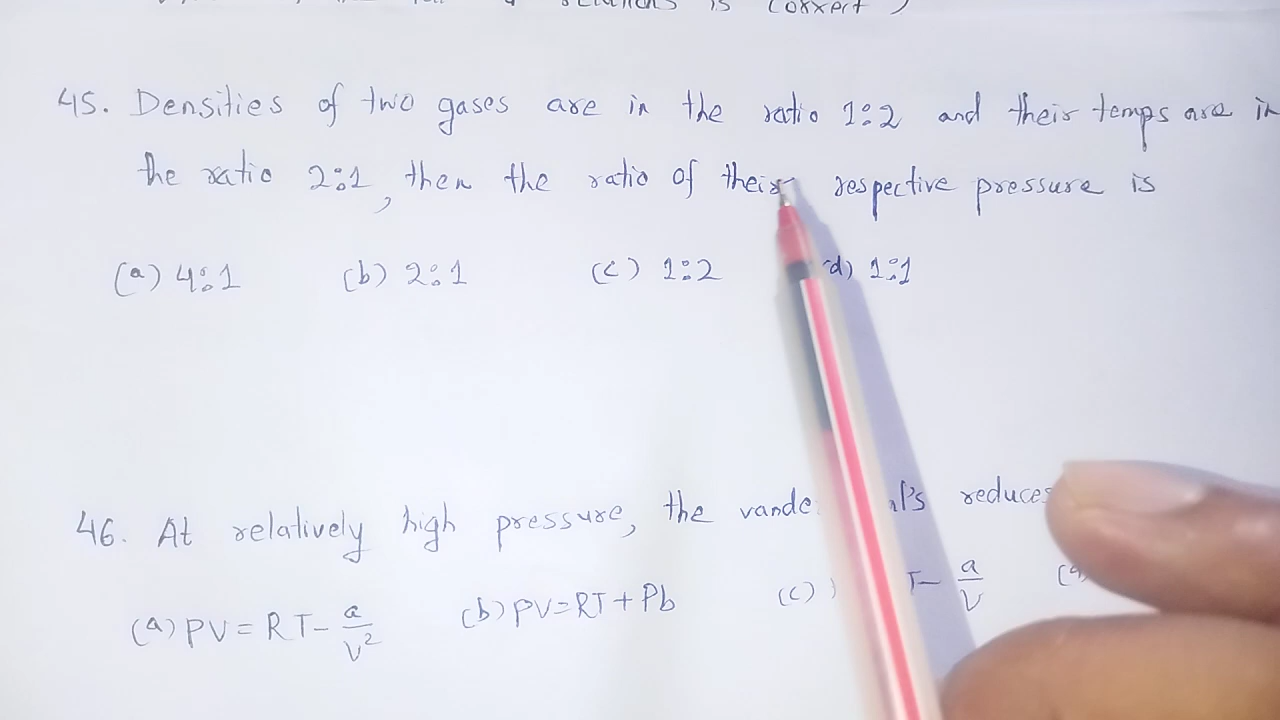 is correct)
45. Densities of two gases are in the ratio 1:2 and their temps are in
the ratio 2:1, then the ratio of their respective pressure is
(a) 4:1 (b) 2:1 (c) 1:2 (d) 1:1
46. At relatively high pressure, the reduces
(a) PV = RT - a/V² (b) PV = RT + Pb (c) T - a/V